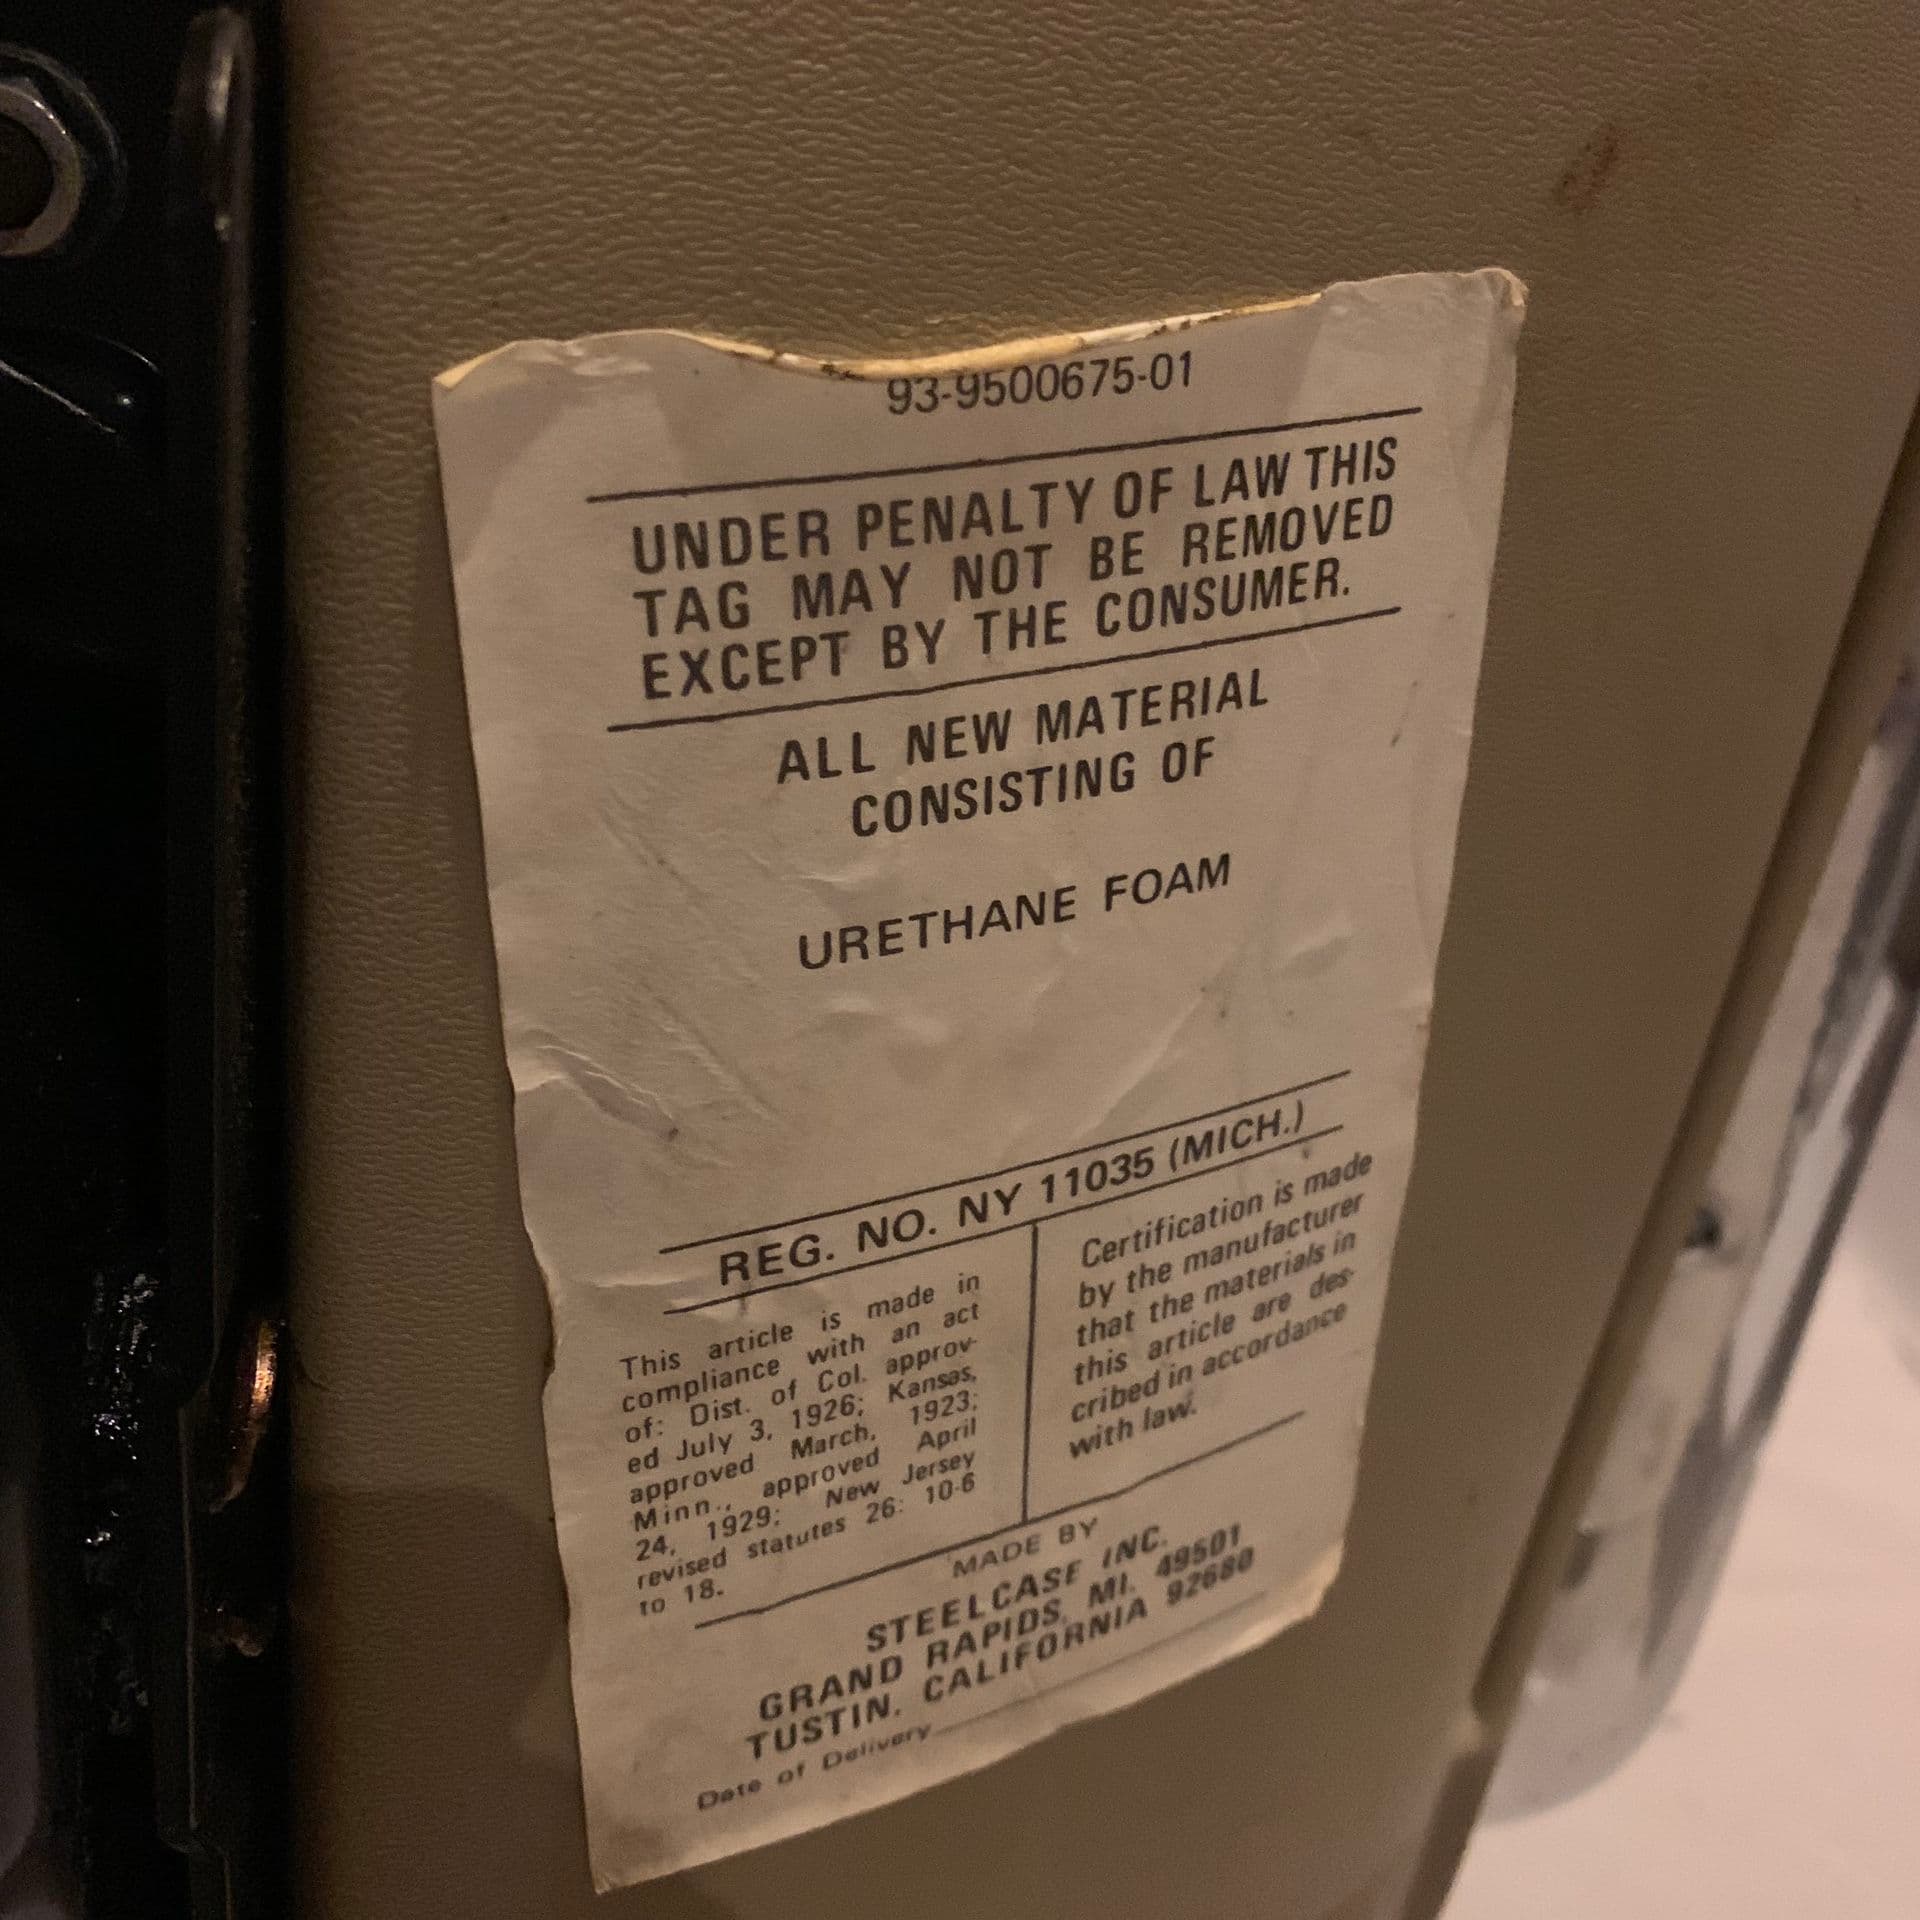 93-9500675-01
UNDER PENALTY OF LAW THIS
TAG MAY NOT BE REMOVED
EXCEPT BY THE CONSUMER.
ALL NEW MATERIAL
CONSISTING OF
URETHANE FOAM
REG. NO. NY 11035 (MICH.)
This article is made in
compliance with an act
of: Dist. of Col. approv-
ed July 3, 1926; Kansas,
approved March, 1923;
Minn., approved April
24, 1929; New Jersey
revised statutes 26: 10-6
to 18.
Certification is made
by the manufacturer
that the materials in
this article are des-
cribed in accordance
with law.
MADE BY
STEELCASE INC.
GRAND RAPIDS, MI. 49501
TUSTIN, CALIFORNIA 92680
Date of Delivery